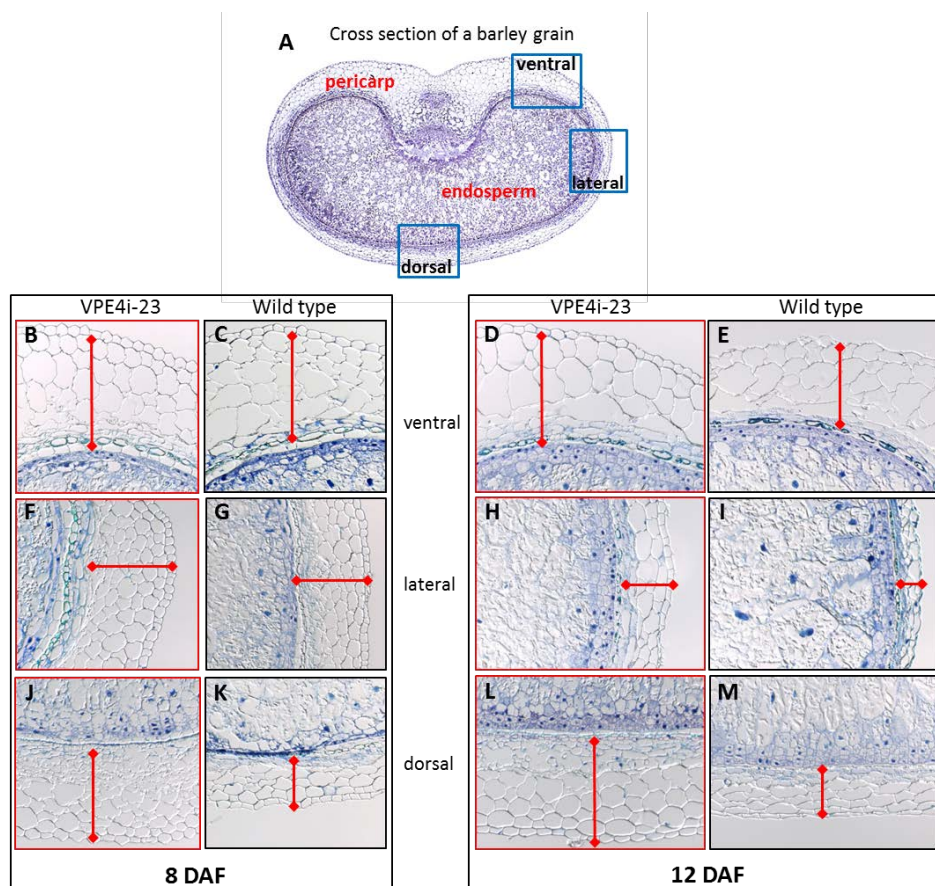 A Cross section of a barley grain
ventral
pericarp
lateral
endosperm
dorsal
VPE4i-23 Wild type VPE4i-23 Wild type
B C D E
ventral
F G H I
lateral
J K L M
dorsal
8 DAF 12 DAF